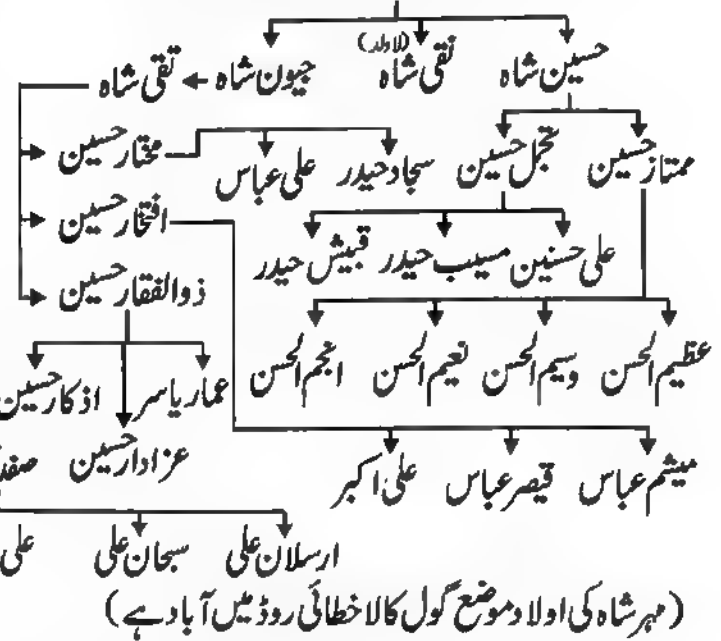 حسین شاہ نقی شاہ (لاولد) جیون شاہ تقی شاہ
ممتاز حسین تجمل حسین سجاد حیدر علی عباس مختار حسین
افتخار حسین
علی حسنین مسیب حیدر قبیش حیدر ذوالفقار حسین
عظیم الحسن وسیم الحسن نعیم الحسن انجم الحسن عمار یاسر اذکار حسین
عزادار حسین
میشم عباس قیصر عباس علی اکبر
ارسلان علی سبحان علی علی
(مہر شاہ کی اولاد موضع گول کالا خطائی روڈ میں آباد ہے)